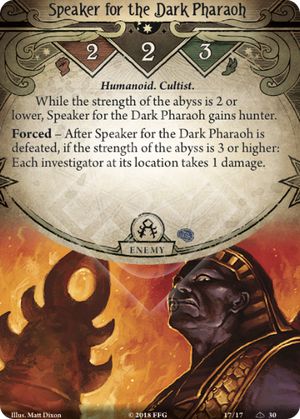 Speaker for the Dark Pharaoh
2 2 3
Humanoid. Cultist.
While the strength of the abyss is 2 or
lower, Speaker for the Dark Pharaoh gains hunter.
Forced – After Speaker for the Dark Pharaoh is
defeated, if the strength of the abyss is 3 or higher:
Each investigator at its location takes 1 damage.
ENEMY
Illus. Matt Dixon © 2018 FFG 17/17 30